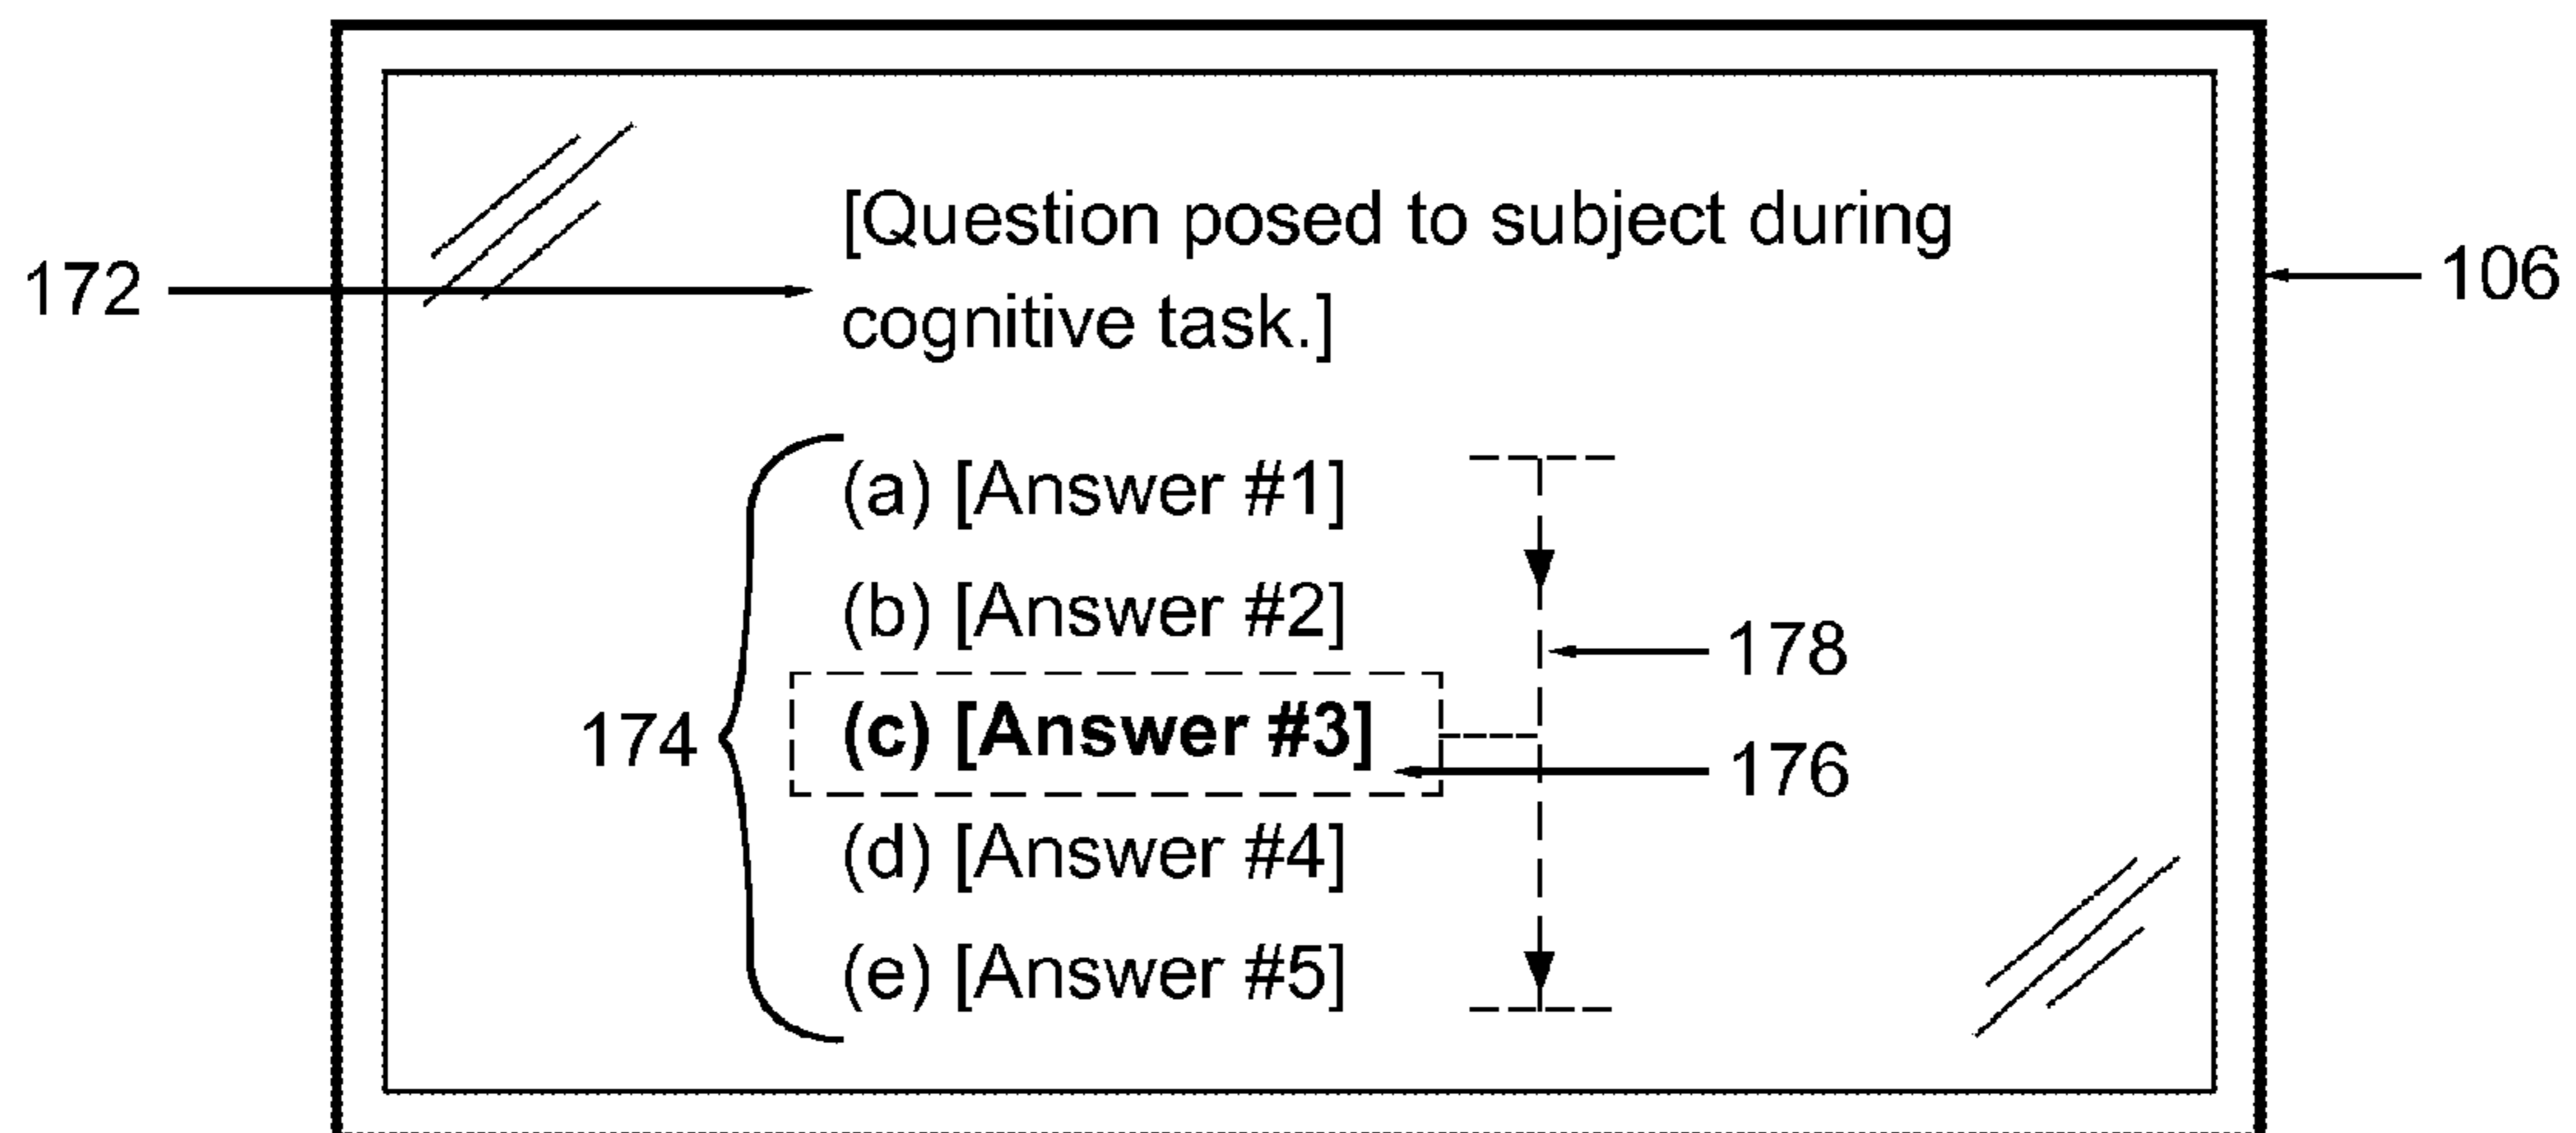 [Question posed to subject during
172
106
cognitive task.]
(a) [Answer #1]
(b) [Answer #2]
178
174
(c) [Answer #3]
176
(d) [Answer #4]
(e) [Answer #5]